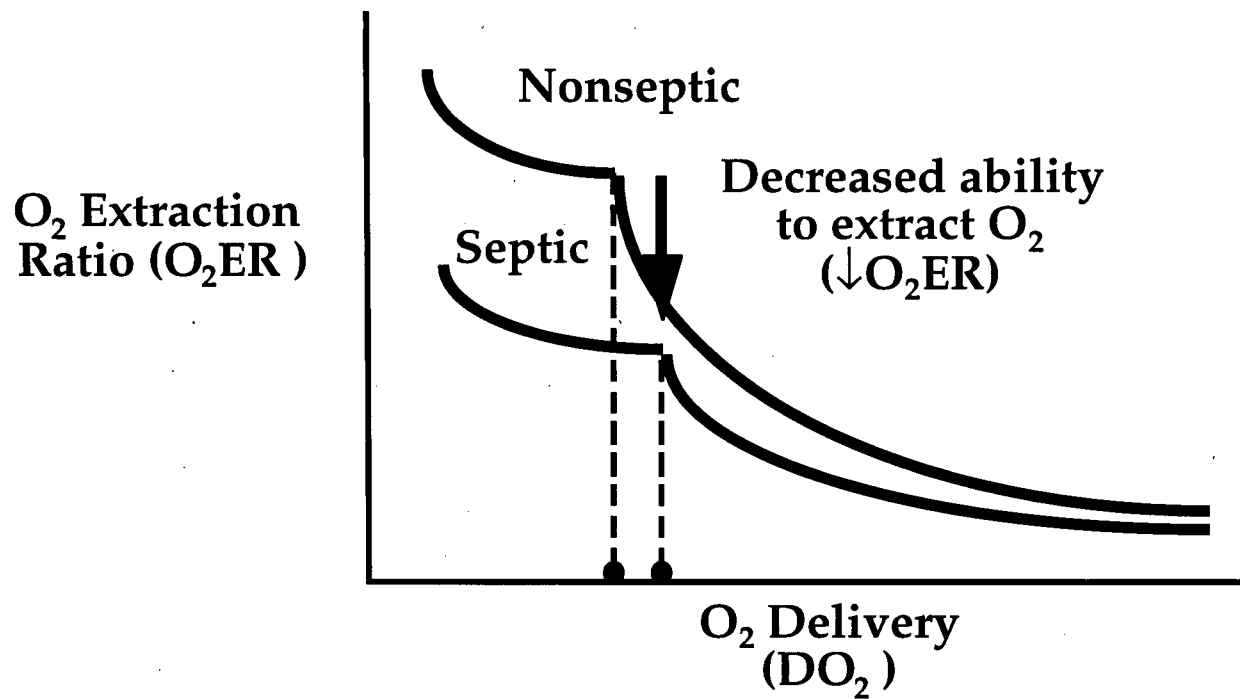 Nonseptic
Decreased ability
to extract O₂
(↓O₂ER)
O₂ Extraction
Ratio (O₂ER )
Septic
O₂ Delivery
(DO₂ )